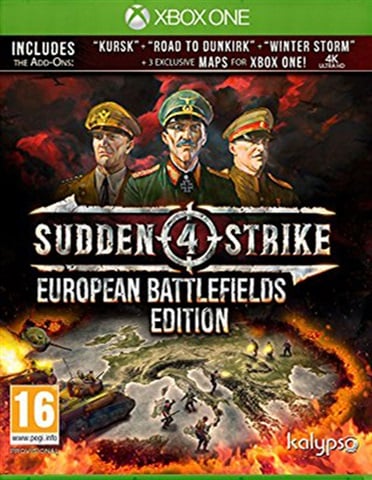 XBOX ONE
INCLUDES
THE ADD-ONS:
"KURSK" + "ROAD TO DUNKIRK" + "WINTER STORM"
+ 3 EXCLUSIVE MAPS FOR XBOX ONE!
4K
ULTRA HD
SUDDEN 4 STRIKE
EUROPEAN BATTLEFIELDS
EDITION
16
www.pegi.info
PROVISIONAL
kalypso